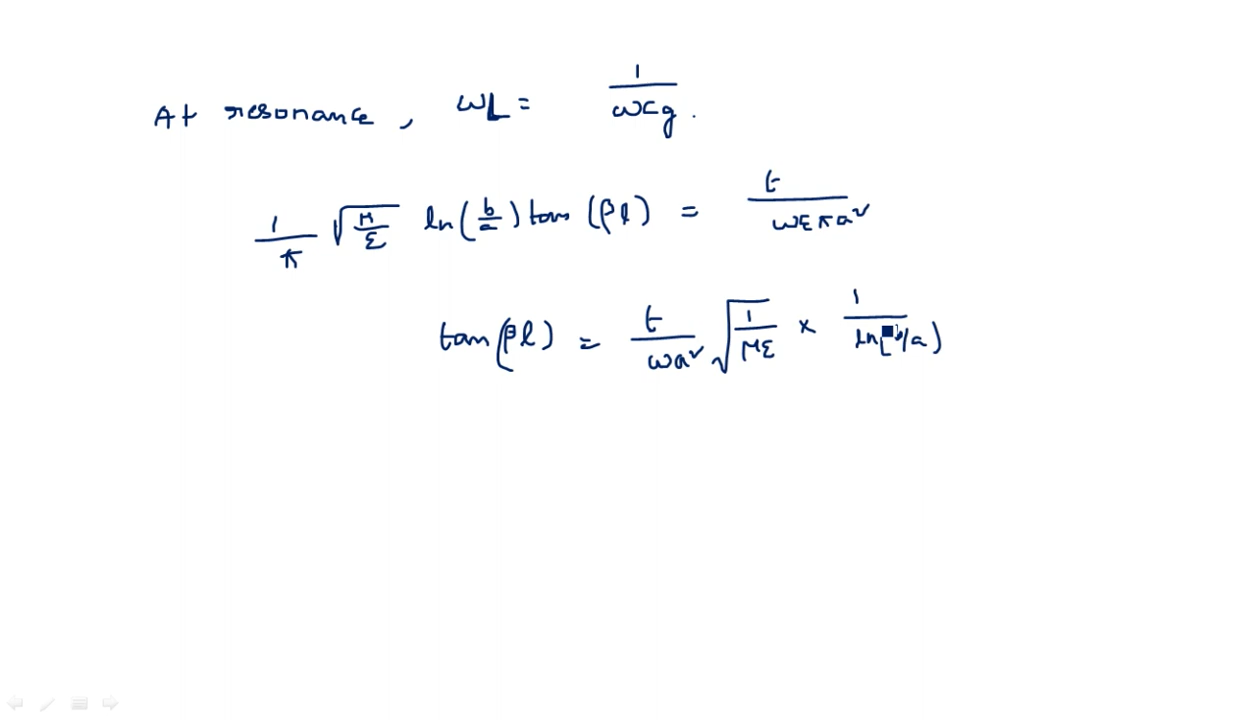 At resonance, ωL = 1/ωCg.
1/π √(μ/ε) ln(b/a) tan(βl) = t/ωεπa²
tan(βl) = t/ωa² √(1/με) × 1/ln[b/a)